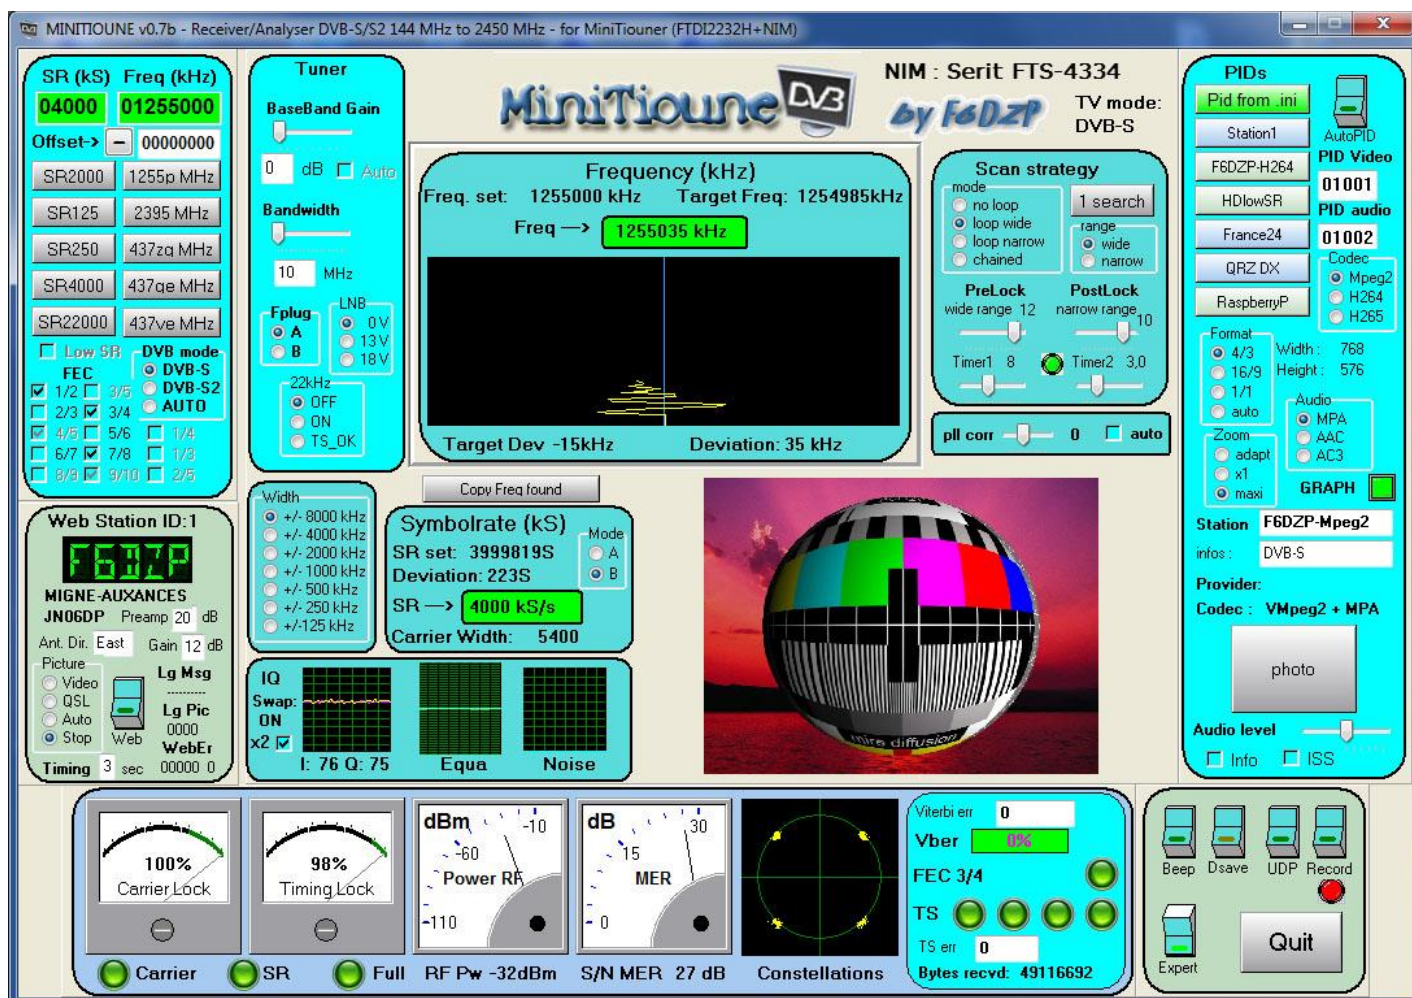 MINITIOUNE v0.7b - Receiver/Analyser DVB-S/S2 144 MHz to 2450 MHz - for MiniTiouner (FTDI2232H+NIM)
SR (kS) Freq (kHz)
04000 01255000
Offset-> - 00000000
SR2000 1255p MHz
SR125 2395 MHz
SR250 437zq MHz
SR4000 437qe MHz
SR22000 437ve MHz
Low SR DVB mode
FEC DVB-S
1/2 3/5 DVB-S2
2/3 3/4 AUTO
4/5 5/6 1/4
6/7 7/8 1/3
8/9 9/10 2/5
Web Station ID:1
F6DZP
MIGNE-AUXANCES
JN06DP Preamp 20 dB
Ant. Dir. East Gain 12 dB
Picture
Video
QSL
Auto
Stop
Web
Lg Msg
----------
Lg Pic
0000
WebEr
Timing 3 sec 00000 0
Tuner
BaseBand Gain
0 dB Auto
Bandwidth
10 MHz
Fplug
A
B
LNB
0V
13V
18V
22kHz
OFF
ON
TS_OK
MiniTioune DVB
by F6DZP
NIM : Serit FTS-4334
TV mode:
DVB-S
Frequency (kHz)
Freq. set: 1255000 kHz Target Freq: 1254985kHz
Freq —> 1255035 kHz
Target Dev -15kHz Deviation: 35 kHz
Scan strategy
mode
no loop
loop wide
loop narrow
chained
1 search
range
wide
narrow
PreLock PostLock
wide range 12 narrow range 10
Timer1 8 Timer2 3,0
pll corr 0 auto
Width
+/- 8000 kHz
+/- 4000 kHz
+/- 2000 kHz
+/- 1000 kHz
+/- 500 kHz
+/- 250 kHz
+/-125 kHz
Copy Freq found
Symbolrate (kS)
SR set: 3999819S
Deviation: 223S
SR —> 4000 kS/s
Carrier Width: 5400
Mode
A
B
IQ
Swap:
ON
x2
I: 76 Q: 75 Equa Noise
mire diffusion
PIDs
Pid from .ini
Station1
F6DZP-H264
HDlowSR
France24
QRZ DX
RaspberryP
AutoPID
PID Video
01001
PID audio
01002
Codec
Mpeg2
H264
H265
Format
4/3
16/9
1/1
auto
Width : 768
Height : 576
Audio
MPA
AAC
AC3
Zoom
adapt
x1
maxi
GRAPH
Station F6DZP-Mpeg2
infos : DVB-S
Provider:
Codec : VMpeg2 + MPA
photo
Audio level
Info ISS
100%
Carrier Lock
98%
Timing Lock
Carrier SR Full
dBm
-10
-60
Power RF
-110
RF Pw -32dBm
dB
30
15
MER
0
S/N MER 27 dB
Constellations
Viterbi err 0
Vber 0%
FEC 3/4
TS
TS err 0
Bytes recvd: 49116692
Beep Dsave UDP Record
Expert
Quit